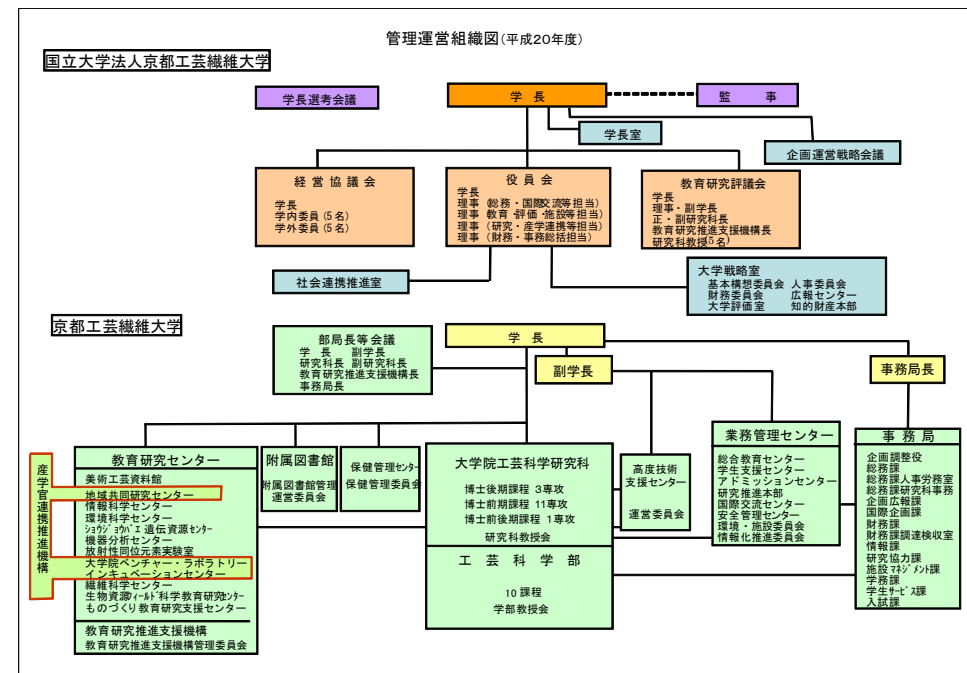 管理運営組織図(平成20年度)
国立大学法人京都工芸繊維大学
学長選考会議
学 長
監 事
学長室
企画運営戦略会議
経 営 協 議 会
学長
学内委員(5名)
学外委員(5名)
役 員 会
学長
理事(総務・国際交流等担当)
理事(教育・評価・施設等担当)
理事(研究・産学連携等担当)
理事(財務・事務総括担当)
教育研究評議会
学長
理事・副学長
正・副研究科長
教育研究推進支援機構長
研究科教授(5名)
社会連携推進室
大学戦略室
基本構想委員会 人事委員会
財務委員会 広報センター
大学評価室 知的財産本部
京都工芸繊維大学
部局長等会議
学 長 副学長
研究科長 副研究科長
教育研究推進支援機構長
事務局長
学 長
副学長
事務局長
産学官連携推進機構
教育研究センター
美術工芸資料館
地域共同研究センター
情報科学センター
環境科学センター
ショウジョウバエ遺伝資源センター
機器分析センター
放射性同位元素実験室
大学院ベンチャー・ラボラトリー
インキュベーションセンター
繊維科学センター
生物資源フィールド科学教育研究センター
ものづくり教育研究支援センター
教育研究推進支援機構
教育研究推進支援機構管理委員会
附属図書館
附属図書館管理
運営委員会
保健管理センター
保健管理委員会
大学院工芸科学研究科
博士後期課程 3専攻
博士前期課程 11専攻
博士前後期課程 1専攻
研究科教授会
工 芸 科 学 部
10課程
学部教授会
高度技術
支援センター
運営委員会
業務管理センター
総合教育センター
学生支援センター
アドミッションセンター
研究推進本部
国際交流センター
安全管理センター
環境・施設委員会
情報化推進委員会
事 務 局
企画調整役
総務課
総務課人事労務室
総務課研究科事務
企画広報課
国際企画課
財務課
財務課調達検収室
情報課
研究協力課
施設マネジメント課
学務課
学生サービス課
入試課